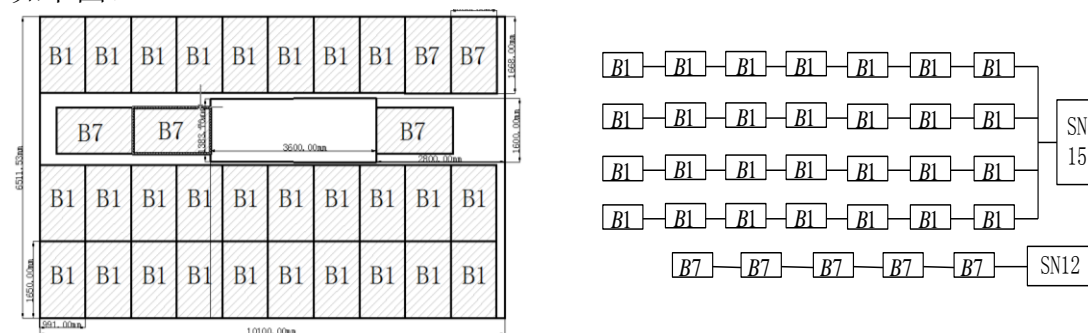 B1 B1 B1 B1 B1 B1 B1 B1 B7 B7
1668.00mm
B7 B7 B7
1383.70mm
3600.00mm
1600.00mm
2800.00mm
6511.53mm
B1 B1 B1 B1 B1 B1 B1 B1 B1 B1
B1 B1 B1 B1 B1 B1 B1 B1 B1 B1
1650.00mm
991.00mm
10100.00mm
B1 B1 B1 B1 B1 B1 B1
B1 B1 B1 B1 B1 B1 B1
SN
15
B1 B1 B1 B1 B1 B1 B1
B1 B1 B1 B1 B1 B1 B1
B7 B7 B7 B7 B7 SN12